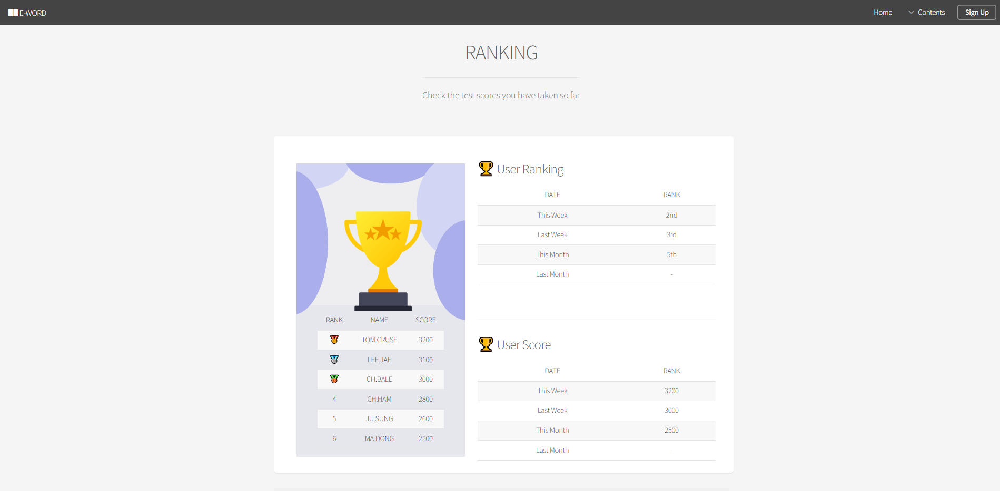 E-WORD
Home Contents Sign Up
RANKING
Check the test scores you have taken so far
RANK NAME SCORE
TOM.CRUSE 3200
LEE.JAE 3100
CH.BALE 3000
4 CH.HAM 2800
5 JU.SUNG 2600
6 MA.DONG 2500
User Ranking
DATE RANK
This Week 2nd
Last Week 3rd
This Month 5th
Last Month -
User Score
DATE RANK
This Week 3200
Last Week 3000
This Month 2500
Last Month -